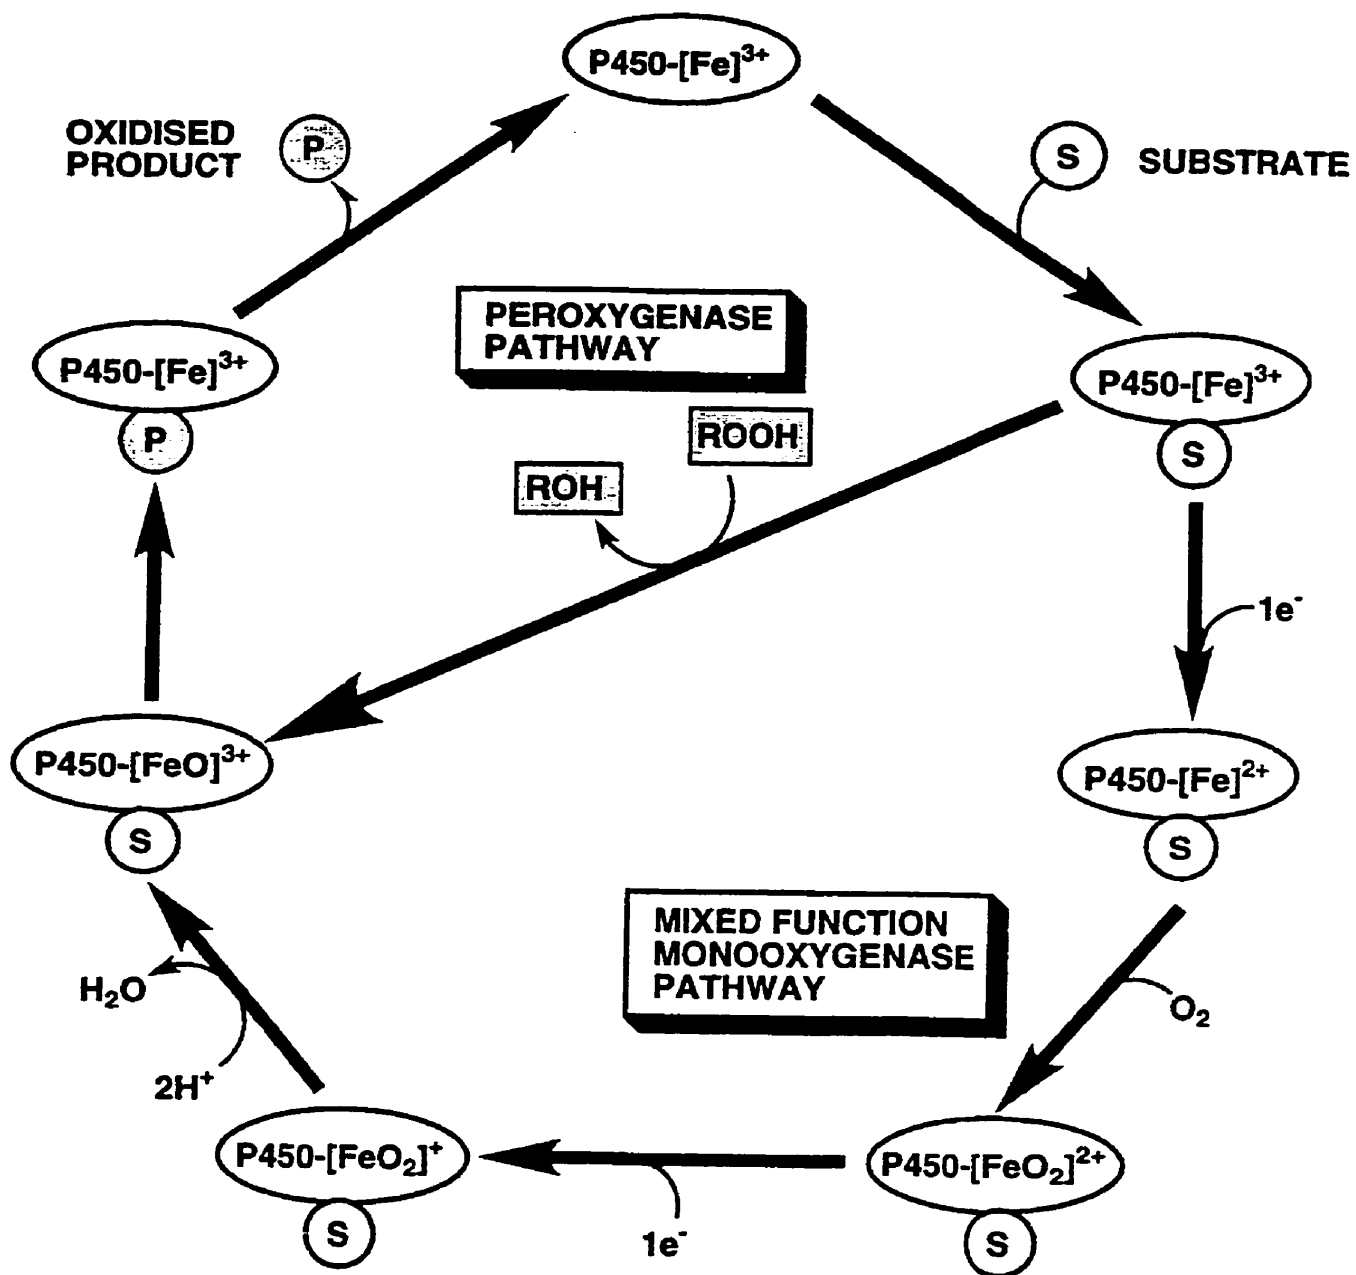 P450-[Fe]³⁺
OXIDISED
PRODUCT
P
S
SUBSTRATE
PEROXYGENASE
PATHWAY
P450-[Fe]³⁺
P
P450-[Fe]³⁺
S
ROOH
ROH
1e⁻
P450-[FeO]³⁺
S
P450-[Fe]²⁺
S
MIXED FUNCTION
MONOOXYGENASE
PATHWAY
H₂O
2H⁺
O₂
P450-[FeO₂]⁺
S
1e⁻
P450-[FeO₂]²⁺
S